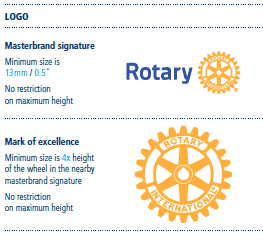 LOGO
Masterbrand signature
Minimum size is
13mm / 0.5"
No restriction
on maximum height
Rotary
Mark of excellence
Minimum size is 4x height
of the wheel in the nearby
masterbrand signature
No restriction
on maximum height
ROTARY
INTERNATIONAL